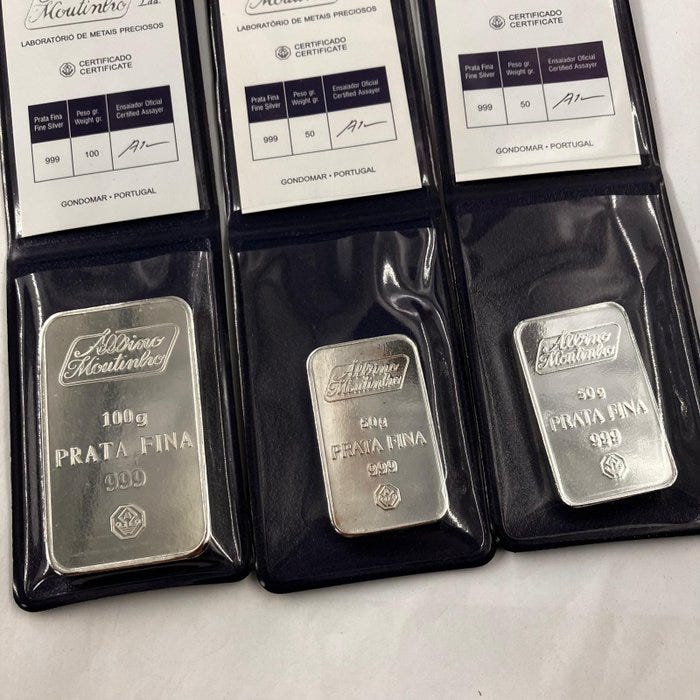 Moutinho Lda.
LABORATÓRIO DE METAIS PRECIOSOS
CERTIFICADO
CERTIFICATE
Prata Fina
Fine Silver
Peso gr.
Weight gr.
Ensaiador Oficial
Certified Assayer
999
100
GONDOMAR • PORTUGAL
Albino
Moutinho
100g
PRATA FINA
999
Moutinho
LABORATÓRIO DE METAIS PRECIOSOS
CERTIFICADO
CERTIFICATE
Prata Fina
Fine Silver
Peso gr.
Weight gr.
Ensaiador Oficial
Certified Assayer
999
50
GONDOMAR • PORTUGAL
Albino
Moutinho
50g
PRATA FINA
999
CERTIFICADO
CERTIFICATE
Prata Fina
Fine Silver
Peso gr.
Weight gr.
Ensaiador Oficial
Certified Assayer
999
50
GONDOMAR • PORTUGAL
Albino
Moutinho
50g
PRATA FINA
999